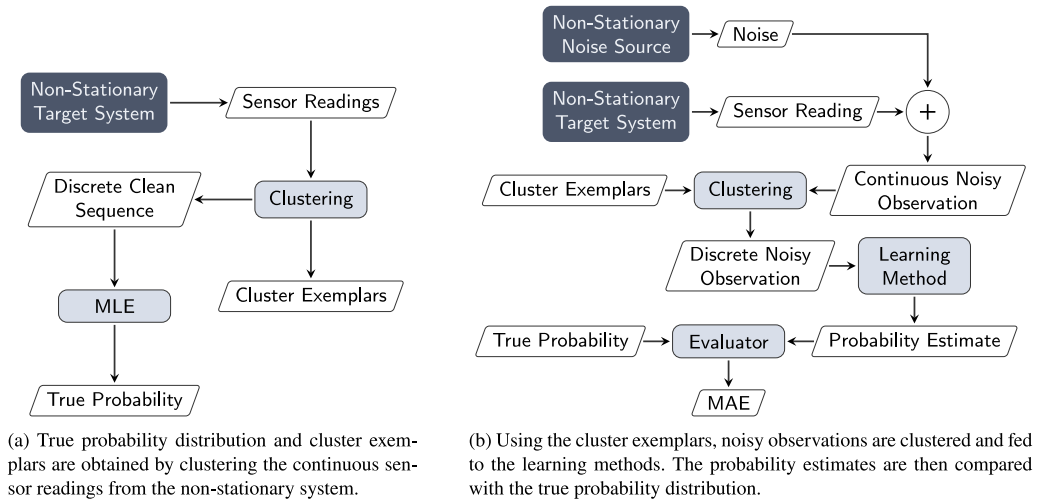 Non-Stationary
Target System
Sensor Readings
Discrete Clean
Sequence
Clustering
MLE
Cluster Exemplars
True Probability
(a) True probability distribution and cluster exem-
plars are obtained by clustering the continuous sen-
sor readings from the non-stationary system.
Non-Stationary
Noise Source
Noise
Non-Stationary
Target System
Sensor Reading
+
Cluster Exemplars
Clustering
Continuous Noisy
Observation
Discrete Noisy
Observation
Learning
Method
True Probability
Evaluator
Probability Estimate
MAE
(b) Using the cluster exemplars, noisy observations are clustered and fed
to the learning methods. The probability estimates are then compared
with the true probability distribution.